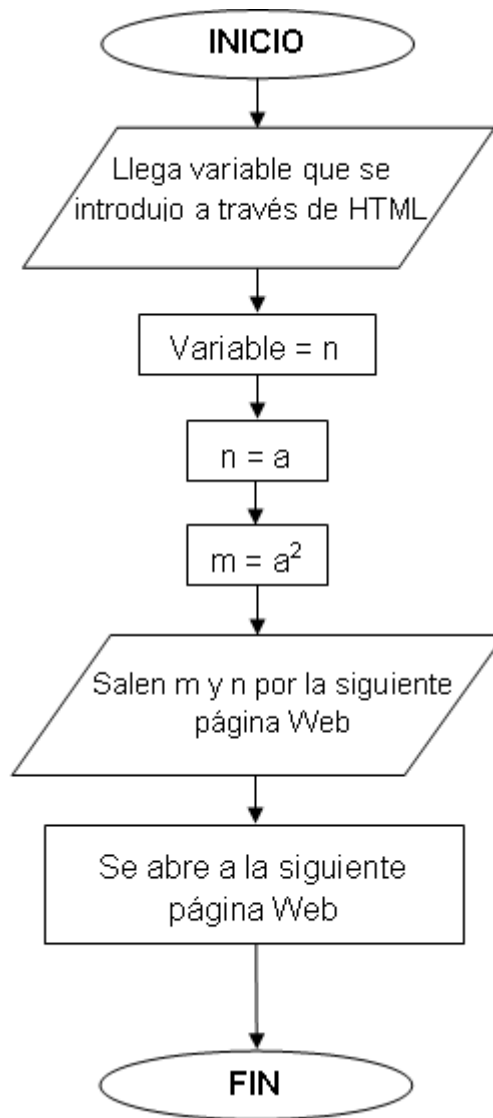 INICIO
Llega variable que se
introdujo a través de HTML
Variable = n
n = a
m = a²
Salen m y n por la siguiente
página Web
Se abre a la siguiente
página Web
FIN